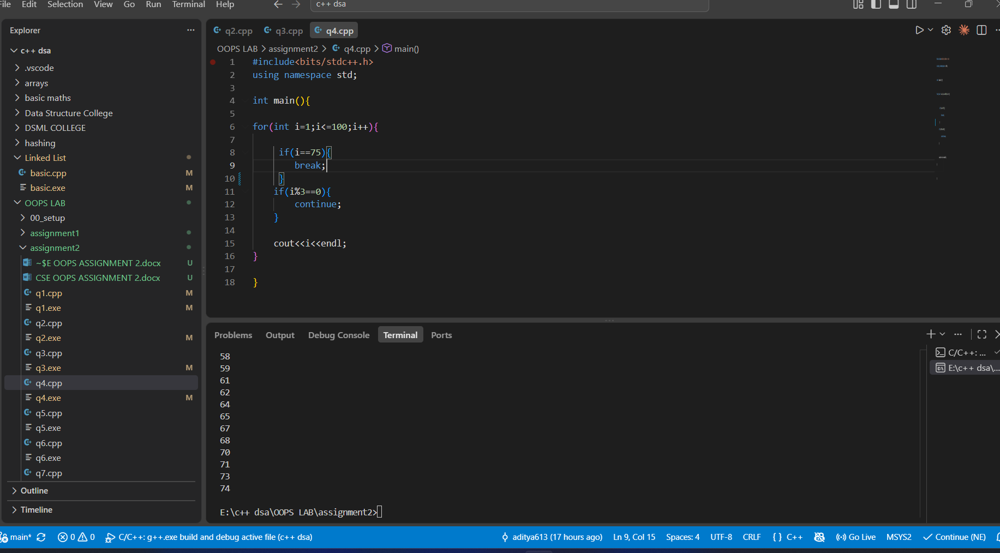 File Edit Selection View Go Run Terminal Help
c++ dsa
Explorer
c++ dsa
.vscode
arrays
basic maths
Data Structure College
DSML COLLEGE
hashing
Linked List
basic.cpp M
basic.exe M
OOPS LAB
00_setup
assignment1
assignment2
~$E OOPS ASSIGNMENT 2.docx U
CSE OOPS ASSIGNMENT 2.docx U
q1.cpp M
q1.exe M
q2.cpp
q2.exe M
q3.cpp
q3.exe M
q4.cpp
q4.exe M
q5.cpp
q5.exe
q6.cpp
q6.exe
q7.cpp
Outline
Timeline
q2.cpp q3.cpp q4.cpp
OOPS LAB > assignment2 > q4.cpp > main()
1 #include<bits/stdc++.h>
2 using namespace std;
3
4 int main(){
5
6 for(int i=1;i<=100;i++){
7
8 if(i==75){
9 break;
10 }
11 if(i%3==0){
12 continue;
13 }
14
15 cout<<i<<endl;
16 }
17
18 }
Problems Output Debug Console Terminal Ports
58
59
61
62
64
65
67
68
70
71
73
74
E:\c++ dsa\OOPS LAB\assignment2>
C/C++: ...
E:\c++ dsa\...
main* 0 0 C/C++: g++.exe build and debug active file (c++ dsa) aditya613 (17 hours ago) Ln 9, Col 15 Spaces: 4 UTF-8 CRLF { } C++ Go Live MSYS2 Continue (NE)